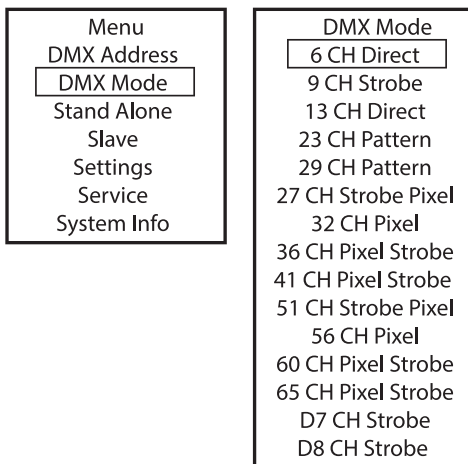 Menu
DMX Address
DMX Mode
Stand Alone
Slave
Settings
Service
System Info
DMX Mode
6 CH Direct
9 CH Strobe
13 CH Direct
23 CH Pattern
29 CH Pattern
27 CH Strobe Pixel
32 CH Pixel
36 CH Pixel Strobe
41 CH Pixel Strobe
51 CH Strobe Pixel
56 CH Pixel
60 CH Pixel Strobe
65 CH Pixel Strobe
D7 CH Strobe
D8 CH Strobe